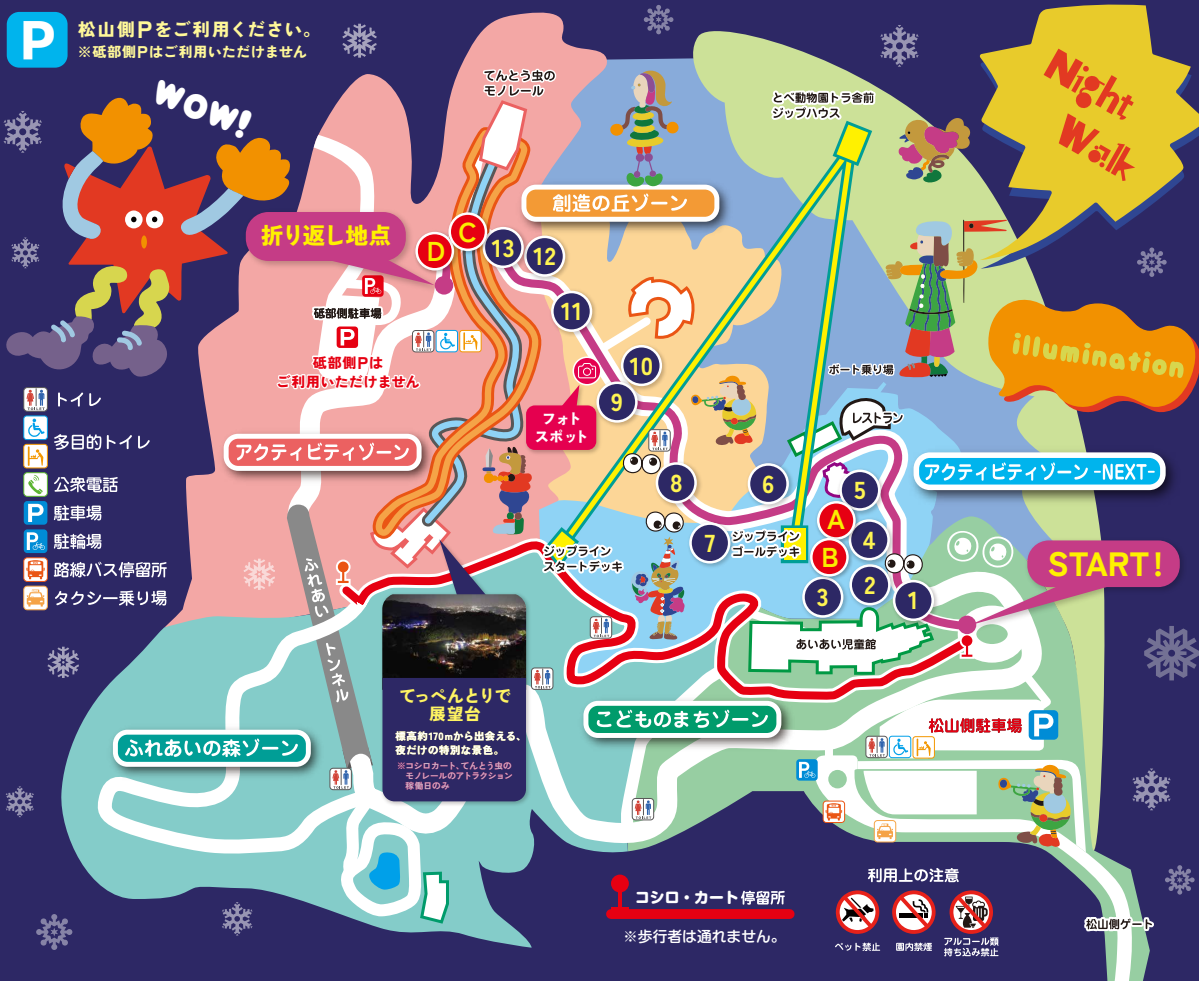 P
松山側Pをご利用ください。
※砥部側Pはご利用いただけません
WOW!
Night
Walk
illumination
てんとう虫の
モノレール
とべ動物園トラ舎前
ジップハウス
創造の丘ゾーン
折り返し地点
D
C
13
12
11
10
9
8
7
6
5
A
4
B
3
2
1
P
砥部側駐車場
P
砥部側Pは
ご利用いただけません
フォト
スポット
ボート乗り場
レストラン
アクティビティゾーン
アクティビティゾーン -NEXT-
ジップライン
スタートデッキ
ジップライン
ゴールデッキ
START!
あいあい児童館
トイレ
多目的トイレ
公衆電話
P 駐車場
P 駐輪場
路線バス停留所
タクシー乗り場
ふれあいトンネル
てっぺんとりで
展望台
標高約170mから出会える、
夜だけの特別な景色。
※コシロカート、てんとう虫の
モノレールのアトラクション
稼働日のみ
こどものまちゾーン
ふれあいの森ゾーン
松山側駐車場 P
P
コシロ・カート停留所
※歩行者は通れません。
利用上の注意
ペット禁止
園内禁煙
アルコール類
持ち込み禁止
松山側ゲート